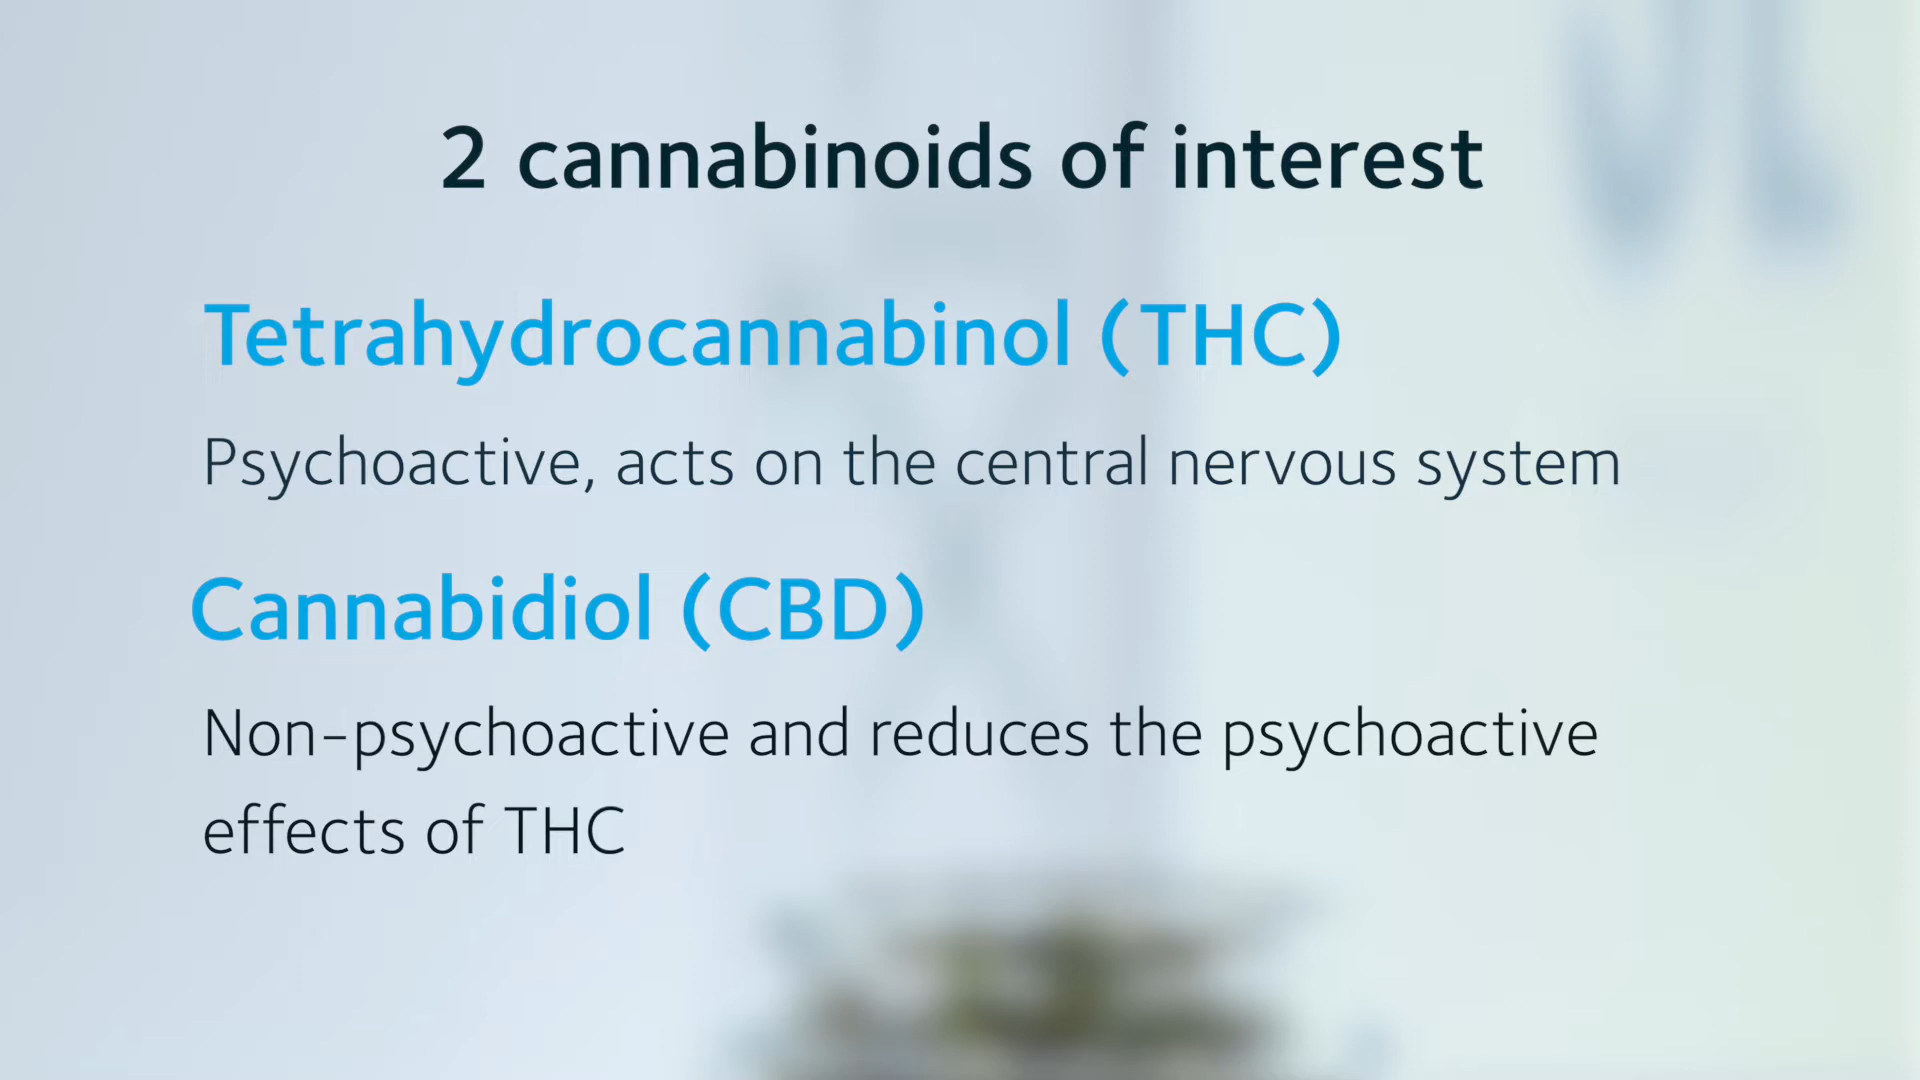 2 cannabinoids of interest
Tetrahydrocannabinol (THC)
Psychoactive, acts on the central nervous system
Cannabidiol (CBD)
Non-psychoactive and reduces the psychoactive
effects of THC